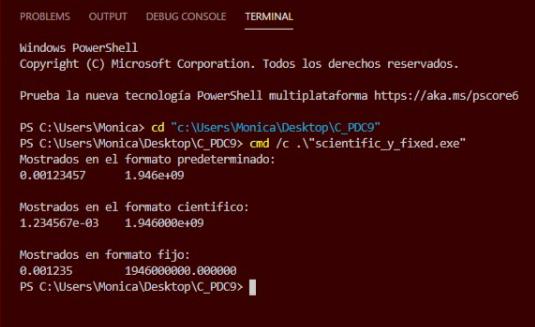 PROBLEMS OUTPUT DEBUG CONSOLE TERMINAL
Windows PowerShell
Copyright (C) Microsoft Corporation. Todos los derechos reservados.
Prueba la nueva tecnología PowerShell multiplataforma https://aka.ms/pscore6
PS C:\Users\Monica> cd "c:\Users\Monica\Desktop\C_PDC9"
PS C:\Users\Monica\Desktop\C_PDC9> cmd /c .\"scientific_y_fixed.exe"
Mostrados en el formato predeterminado:
0.00123457 1.946e+09
Mostrados en el formato cientifico:
1.234567e-03 1.946000e+09
Mostrados en formato fijo:
0.001235 1946000000.000000
PS C:\Users\Monica\Desktop\C_PDC9>